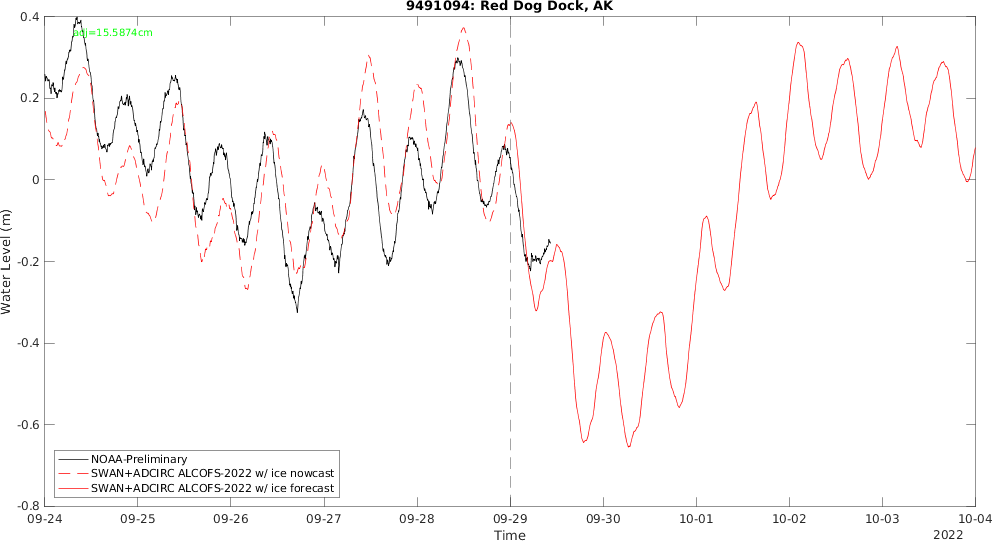 9491094: Red Dog Dock, AK
adj=15.5874cm
0.4
0.2
0
-0.2
-0.4
-0.6
-0.8
Water Level (m)
NOAA-Preliminary
SWAN+ADCIRC ALCOFS-2022 w/ ice nowcast
SWAN+ADCIRC ALCOFS-2022 w/ ice forecast
09-24 09-25 09-26 09-27 09-28 09-29 09-30 10-01 10-02 10-03 10-04
Time
2022